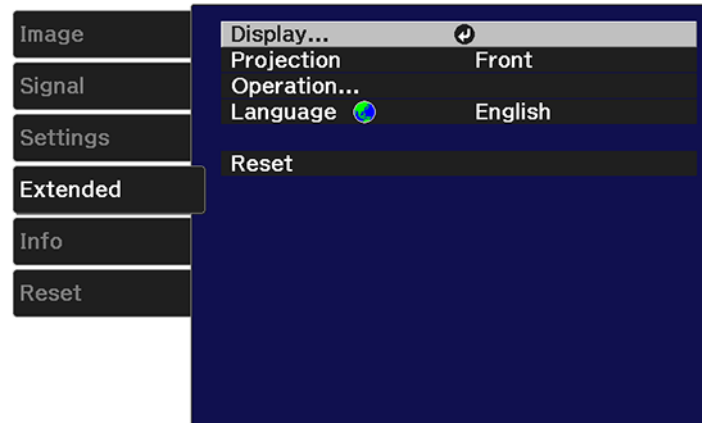 Image
Signal
Settings
Extended
Info
Reset
Display...
Projection Front
Operation...
Language English
Reset